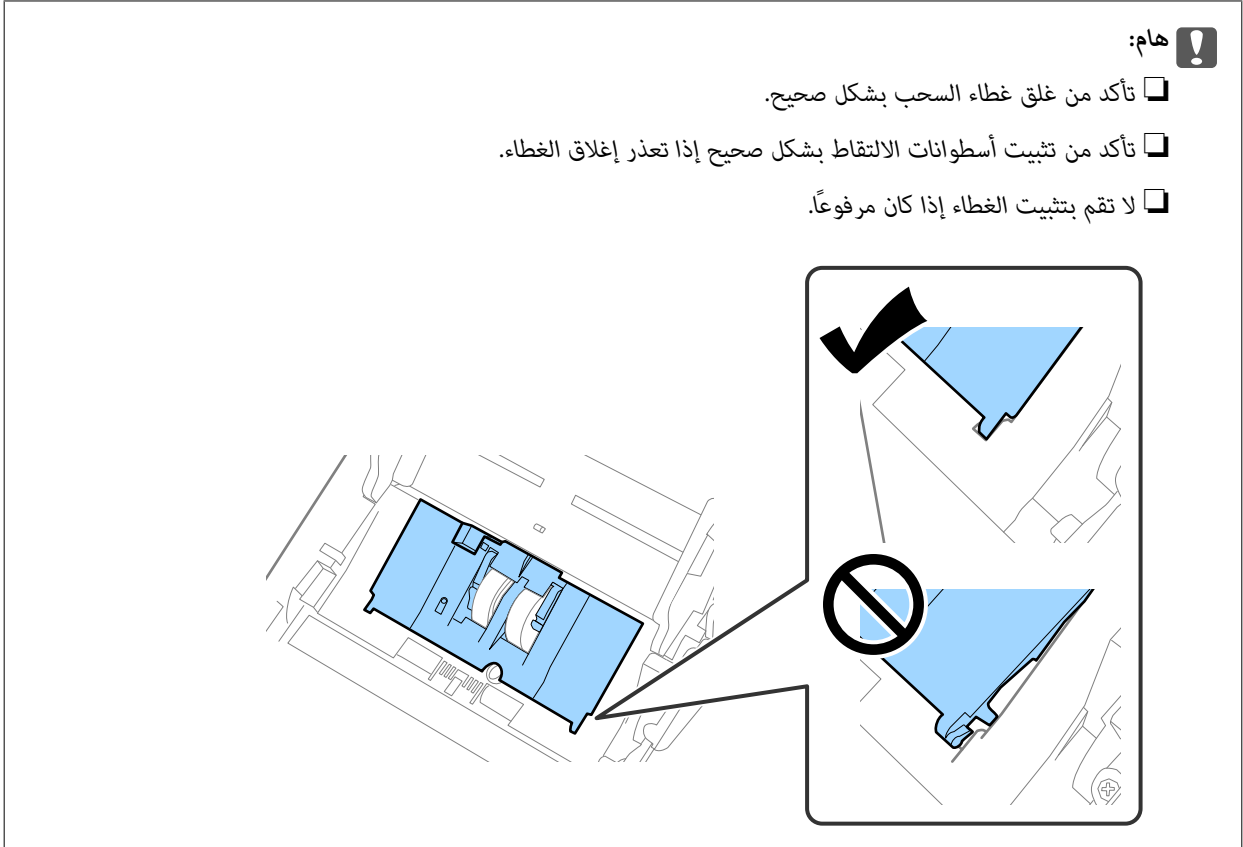 هام:
❏ تأكد من غلق غطاء السحب بشكل صحيح.
❏ تأكد من تثبيت أسطوانات الالتقاط بشكل صحيح إذا تعذر إغلاق الغطاء.
❏ لا تقم بتثبيت الغطاء إذا كان مرفوعًا.